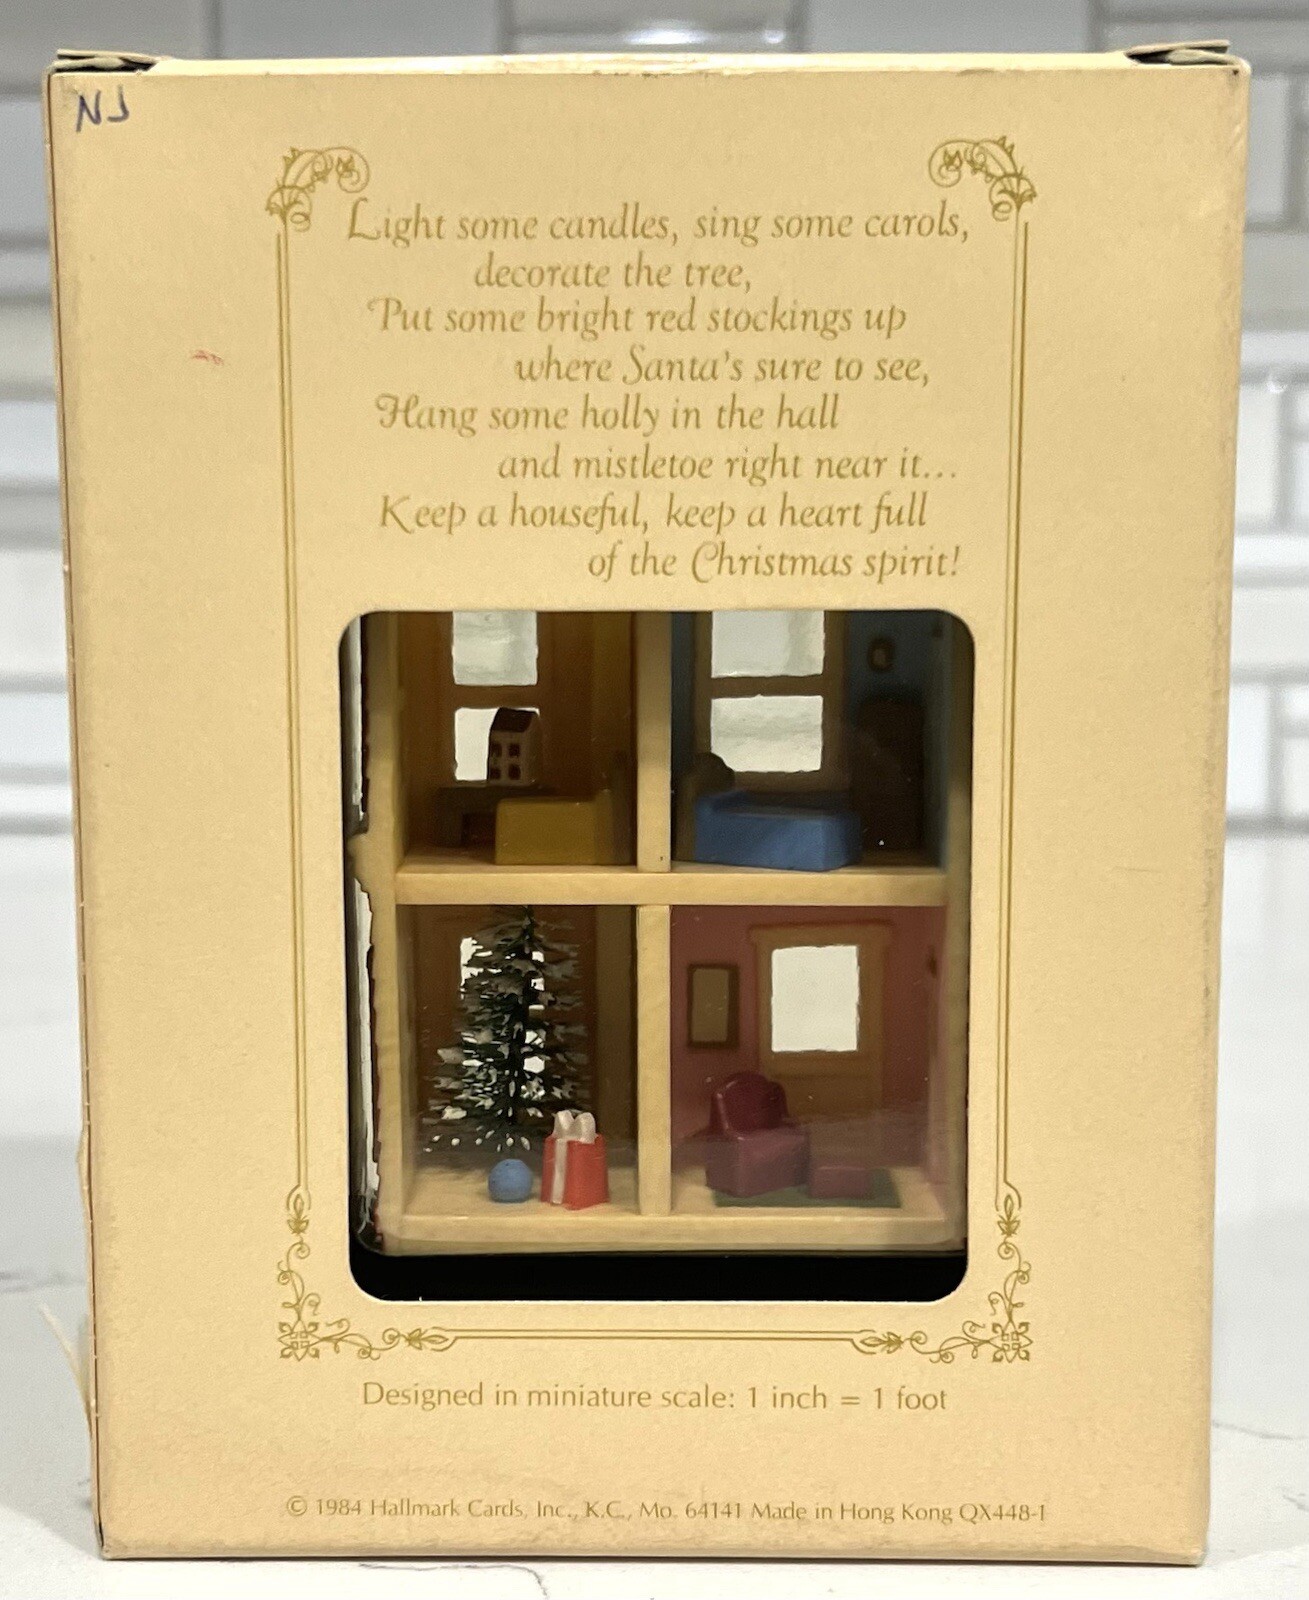 NJ
Light some candles, sing some carols,
decorate the tree,
Put some bright red stockings up
where Santa's sure to see,
Hang some holly in the hall
and mistletoe right near it...
Keep a houseful, keep a heart full
of the Christmas spirit!
Designed in miniature scale: 1 inch = 1 foot
© 1984 Hallmark Cards, Inc., K.C., Mo. 64141 Made in Hong Kong QX448-1